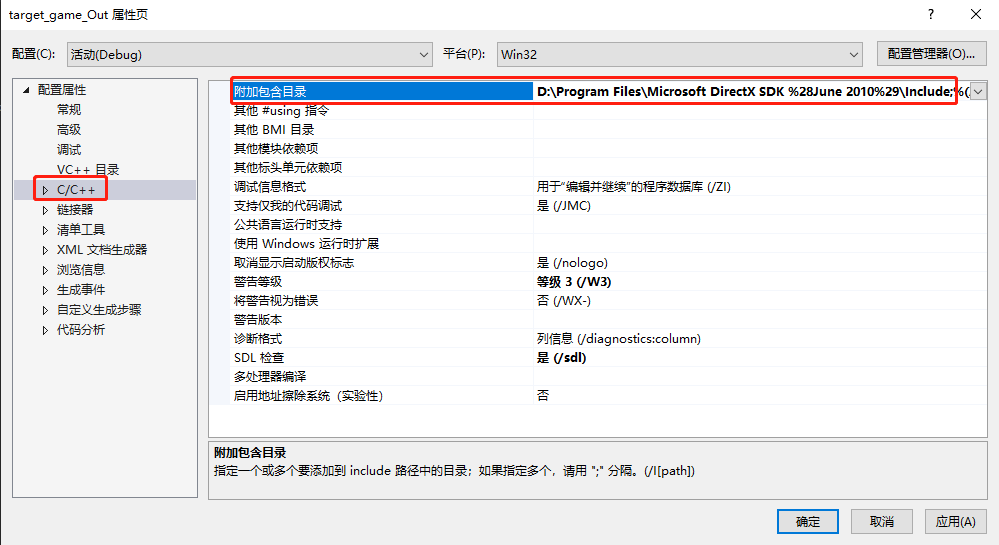 target_game_Out 属性页
配置(C): 活动(Debug) 平台(P): Win32 配置管理器(O)...
配置属性
常规
高级
调试
VC++ 目录
C/C++
链接器
清单工具
XML 文档生成器
浏览信息
生成事件
自定义生成步骤
代码分析
附加包含目录 D:\Program Files\Microsoft DirectX SDK %28June 2010%29\Include;%(
其他 #using 指令
其他 BMI 目录
其他模块依赖项
其他标头单元依赖项
调试信息格式 用于“编辑并继续”的程序数据库 (/ZI)
支持仅我的代码调试 是 (/JMC)
公共语言运行时支持
使用 Windows 运行时扩展
取消显示启动版权标志 是 (/nologo)
警告等级 等级 3 (/W3)
将警告视为错误 否 (/WX-)
警告版本
诊断格式 列信息 (/diagnostics:column)
SDL 检查 是 (/sdl)
多处理器编译
启用地址擦除系统（实验性） 否
附加包含目录
指定一个或多个要添加到 include 路径中的目录；如果指定多个，请用 ";" 分隔。(/I[path])
确定 取消 应用(A)